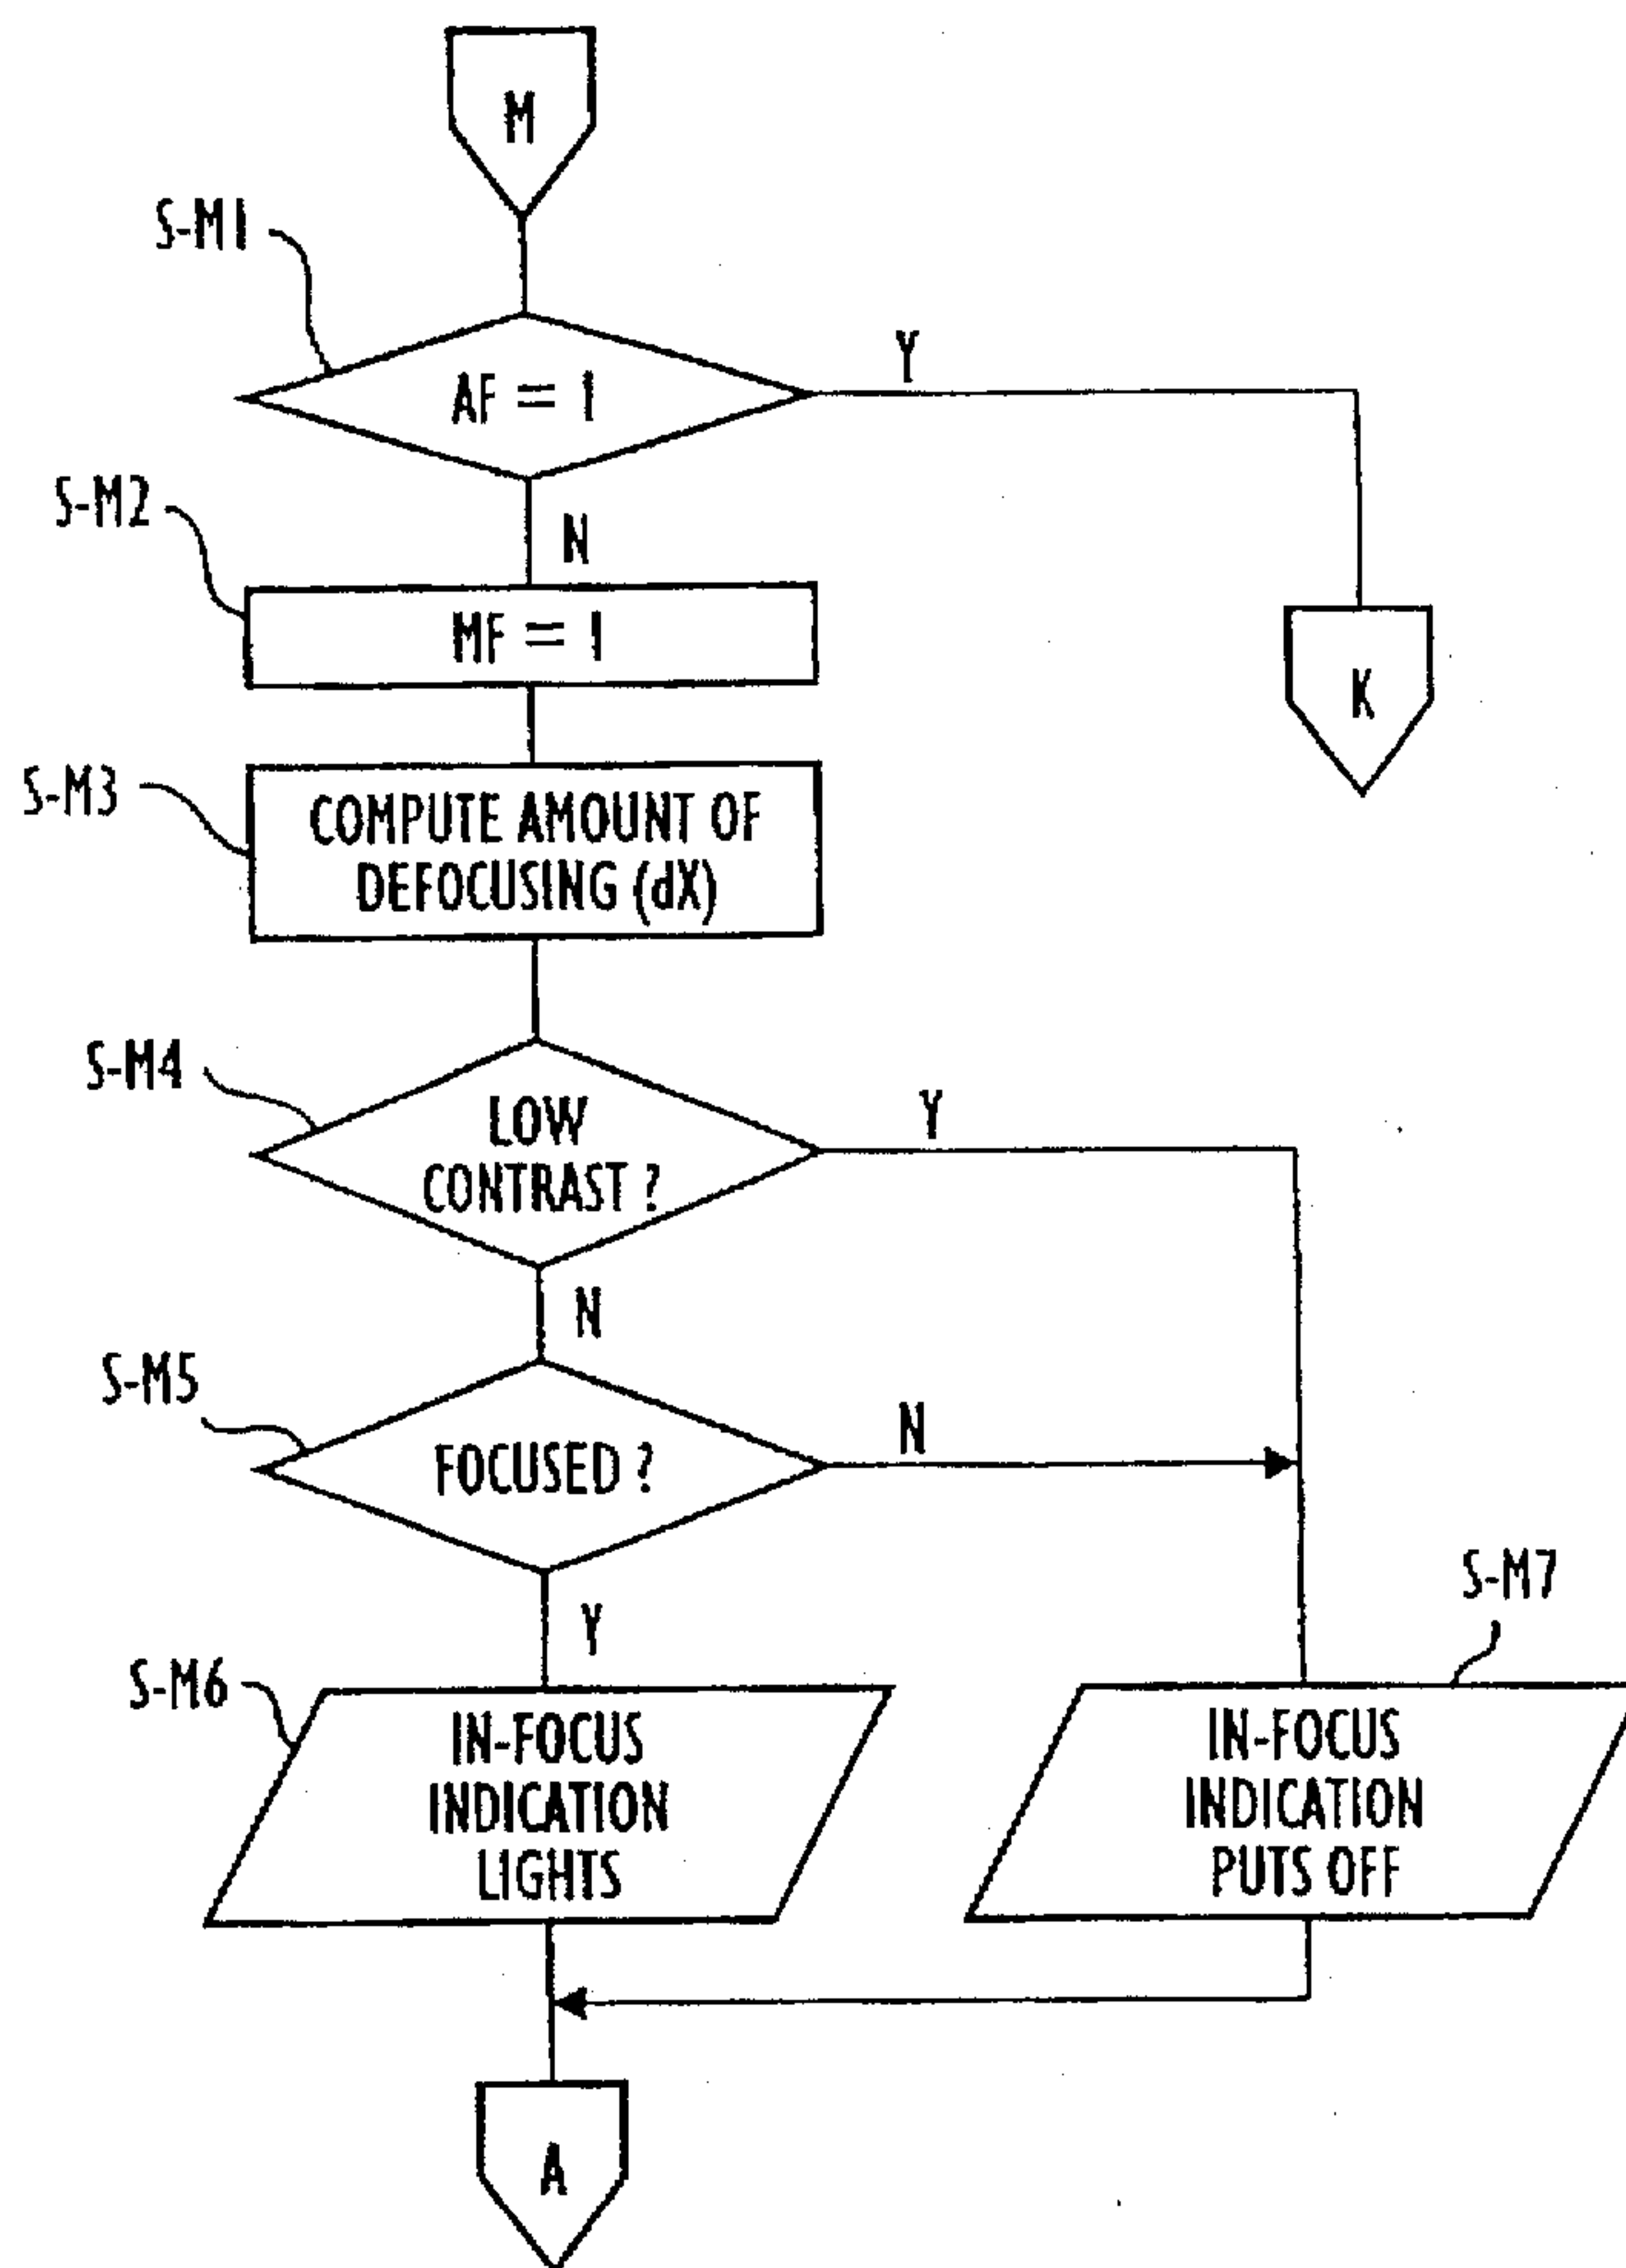 M
S-M1
AF = 1
Y
S-M2
N
MF = 1
K
S-M3
COMPUTE AMOUNT OF
DEFOCUSING (dX)
S-M4
LOW
CONTRAST ?
Y
N
S-M5
FOCUSED ?
N
Y
S-M6
IN-FOCUS
INDICATION
LIGHTS
S-M7
IN-FOCUS
INDICATION
PUTS OFF
A